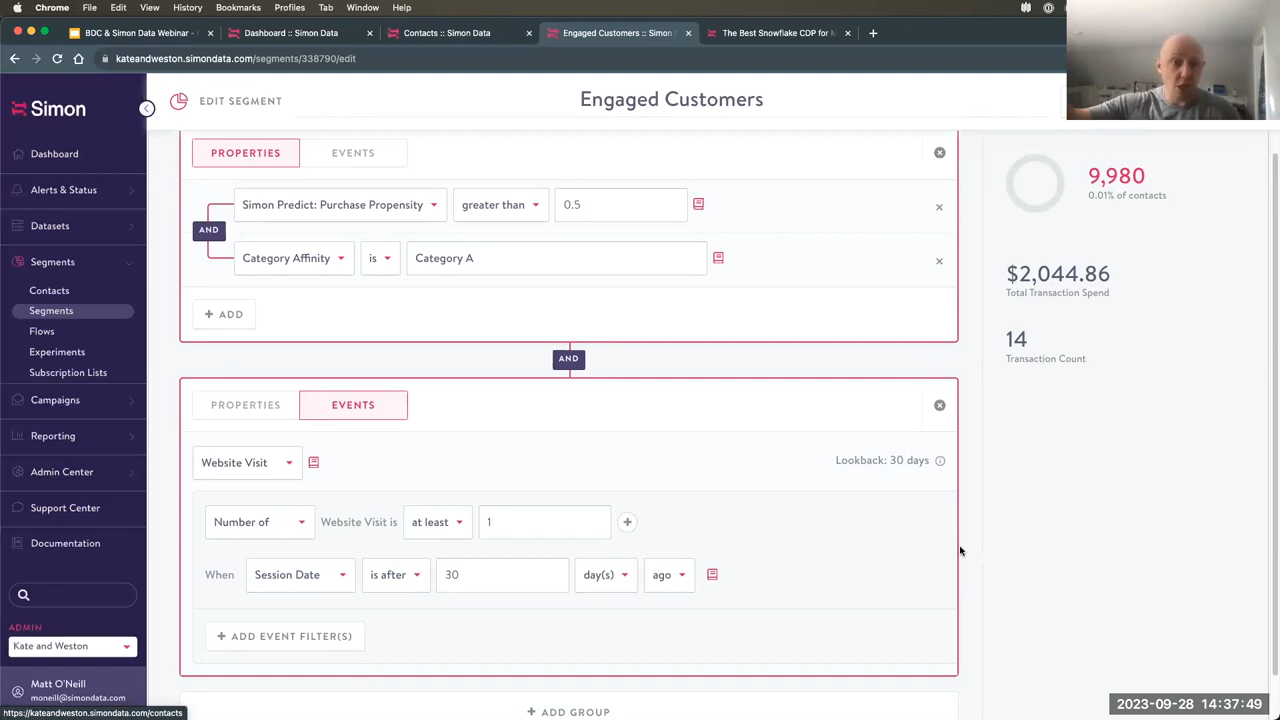 Chrome File Edit View History Bookmarks Profiles Tab Window Help
BDC & Simon Data Webinar - Dashboard :: Simon Data Contacts :: Simon Data Engaged Customers :: Simon The Best Snowflake CDP for M
kateandweston.simondata.com/segments/338790/edit
Simon
EDIT SEGMENT
Engaged Customers
Dashboard
Alerts & Status
Datasets
Segments
Contacts
Segments
Flows
Experiments
Subscription Lists
Campaigns
Reporting
Admin Center
Support Center
Documentation
ADMIN
Kate and Weston
Matt O'Neill
moneill@simondata.com
https://kateandweston.simondata.com/contacts
PROPERTIES EVENTS
Simon Predict: Purchase Propensity greater than 0.5
AND
Category Affinity is Category A
+ ADD
AND
PROPERTIES EVENTS
Website Visit Lookback: 30 days
Number of Website Visit is at least 1
When Session Date is after 30 day(s) ago
+ ADD EVENT FILTER(S)
+ ADD GROUP
9,980
0.01% of contacts
$2,044.86
Total Transaction Spend
14
Transaction Count
2023-09-28 14:37:49